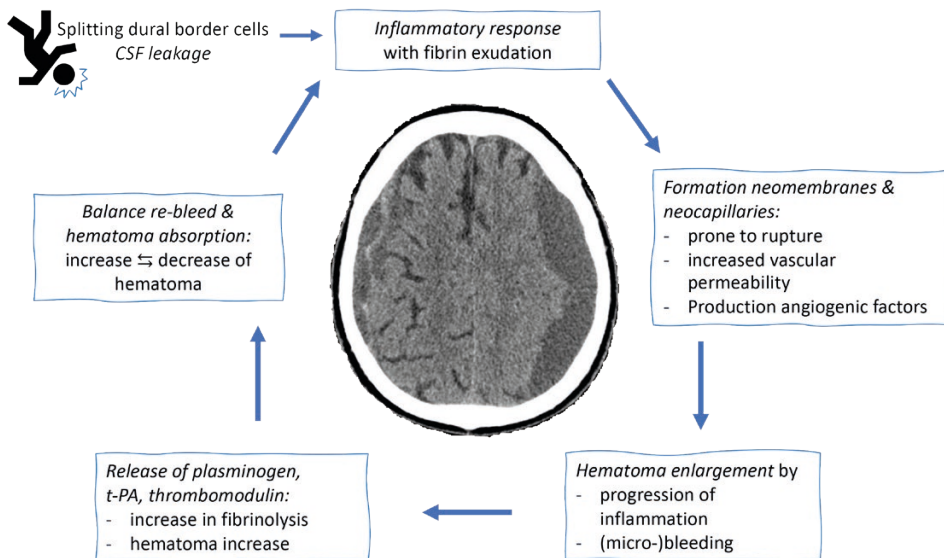 Splitting dural border cells
CSF leakage
Inflammatory response
with fibrin exudation
Formation neomembranes &
neocapillaries:
- prone to rupture
- increased vascular
permeability
- Production angiogenic factors
Hematoma enlargement by
- progression of
inflammation
- (micro-)bleeding
Release of plasminogen,
t-PA, thrombomodulin:
- increase in fibrinolysis
- hematoma increase
Balance re-bleed &
hematoma absorption:
increase ⇆ decrease of
hematoma